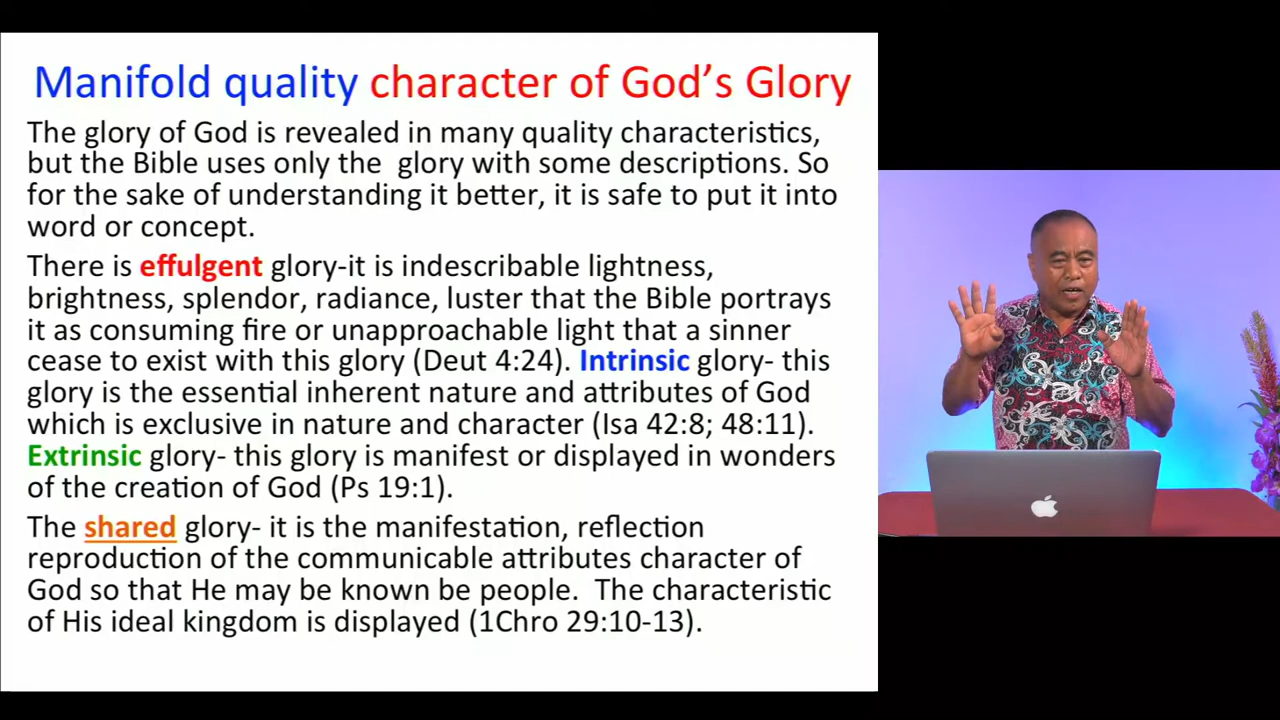 Manifold quality character of God’s Glory
The glory of God is revealed in many quality characteristics,
but the Bible uses only the  glory with some descriptions. So
for the sake of understanding it better, it is safe to put it into
word or concept.
There is effulgent glory-it is indescribable lightness,
brightness, splendor, radiance, luster that the Bible portrays
it as consuming fire or unapproachable light that a sinner
cease to exist with this glory (Deut 4:24). Intrinsic glory- this
glory is the essential inherent nature and attributes of God
which is exclusive in nature and character (Isa 42:8; 48:11).
Extrinsic glory- this glory is manifest or displayed in wonders
of the creation of God (Ps 19:1).
The shared glory- it is the manifestation, reflection
reproduction of the communicable attributes character of
God so that He may be known be people.  The characteristic
of His ideal kingdom is displayed (1Chro 29:10-13).